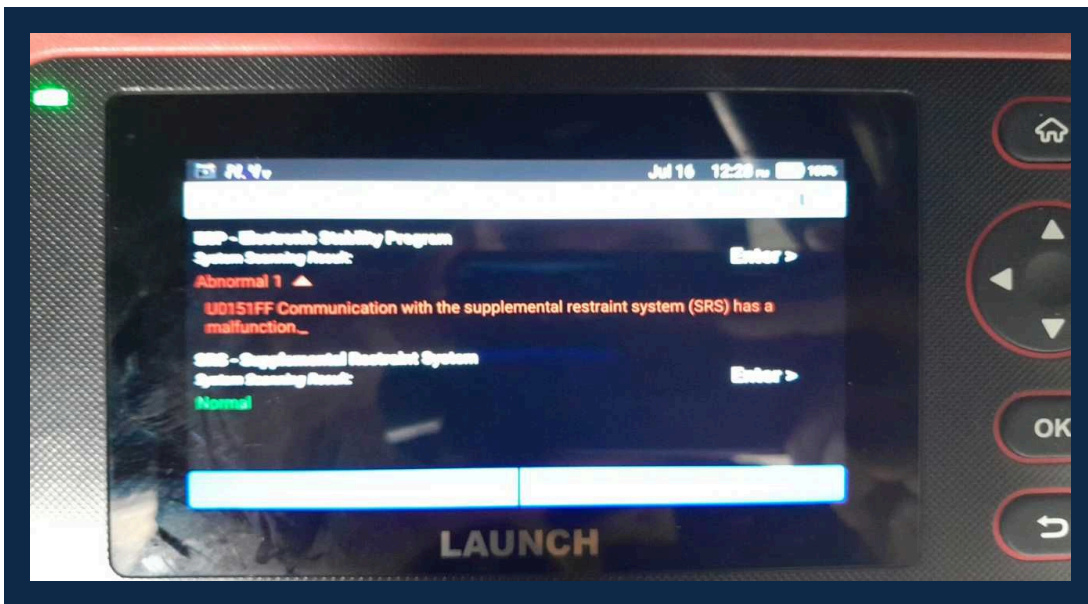 Jul 16 12:28 PM 100%
ESP - Electronic Stability Program
System Scanning Result:
Enter >
Abnormal 1
U0151FF Communication with the supplemental restraint system (SRS) has a
malfunction._
SRS - Supplemental Restraint System
System Scanning Result:
Enter >
Normal
OK
LAUNCH